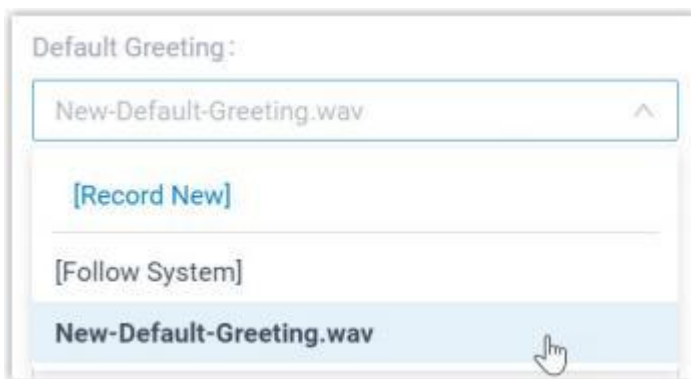 Default Greeting:
New-Default-Greeting.wav
[Record New]
[Follow System]
New-Default-Greeting.wav